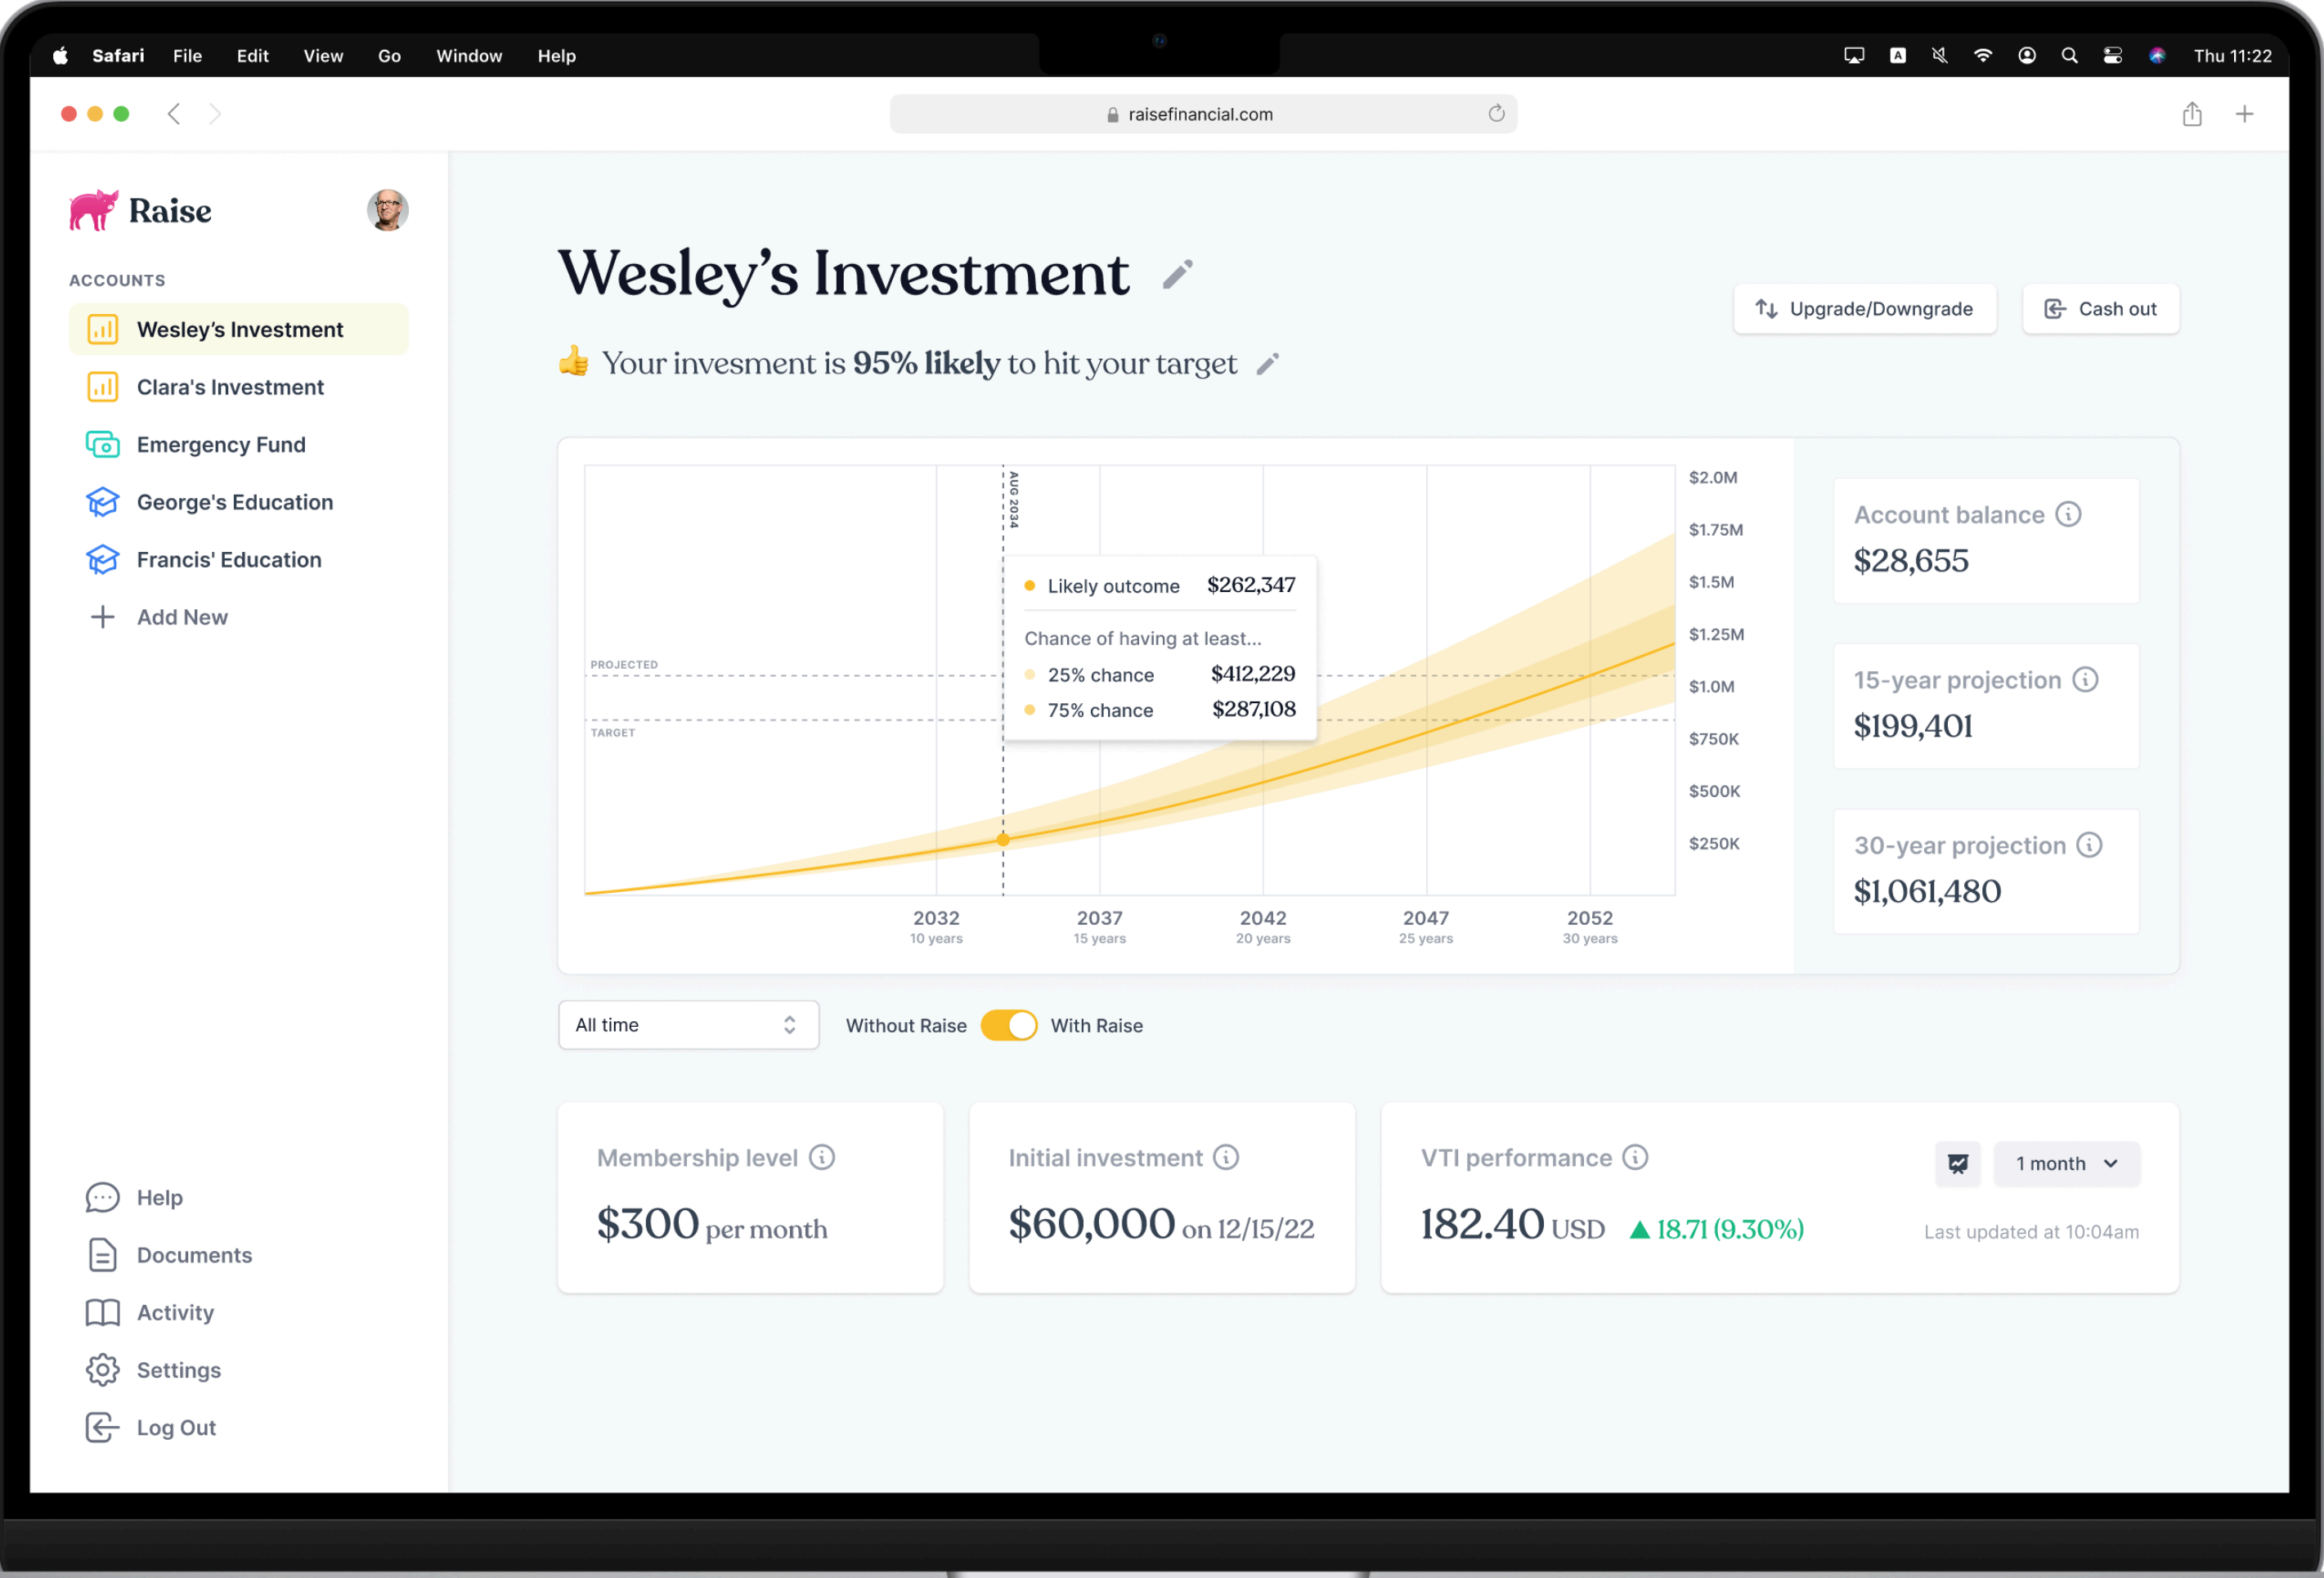 Safari File Edit View Go Window Help
A
Thu 11:22
raisefinancial.com
Raise
ACCOUNTS
Wesley’s Investment
Clara's Investment
Emergency Fund
George's Education
Francis' Education
Add New
Help
Documents
Activity
Settings
Log Out
Wesley’s Investment
Upgrade/Downgrade
Cash out
👍 Your invesment is 95% likely to hit your target
AUG 2034
PROJECTED
TARGET
Likely outcome $262,347
Chance of having at least...
25% chance $412,229
75% chance $287,108
$2.0M
$1.75M
$1.5M
$1.25M
$1.0M
$750K
$500K
$250K
2032 2037 2042 2047 2052
10 years 15 years 20 years 25 years 30 years
Account balance
$28,655
15-year projection
$199,401
30-year projection
$1,061,480
All time
Without Raise
With Raise
Membership level
$300 per month
Initial investment
$60,000 on 12/15/22
VTI performance
1 month
182.40 USD ▲ 18.71 (9.30%)
Last updated at 10:04am